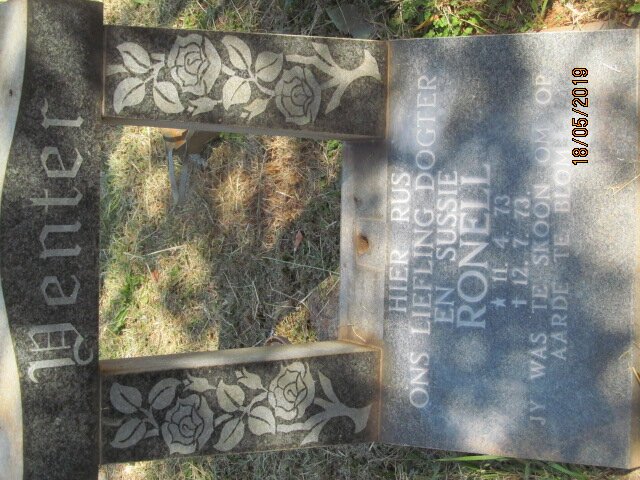 Venter
HIER RUS
ONS LIEFLING DOGTER
EN SUSSIE
RONELL
★ 11. 4. 73
† 12. 7. 73.
JY WAS TE SKOON OM OP
AARDE TE BLOEI
18/05/2019